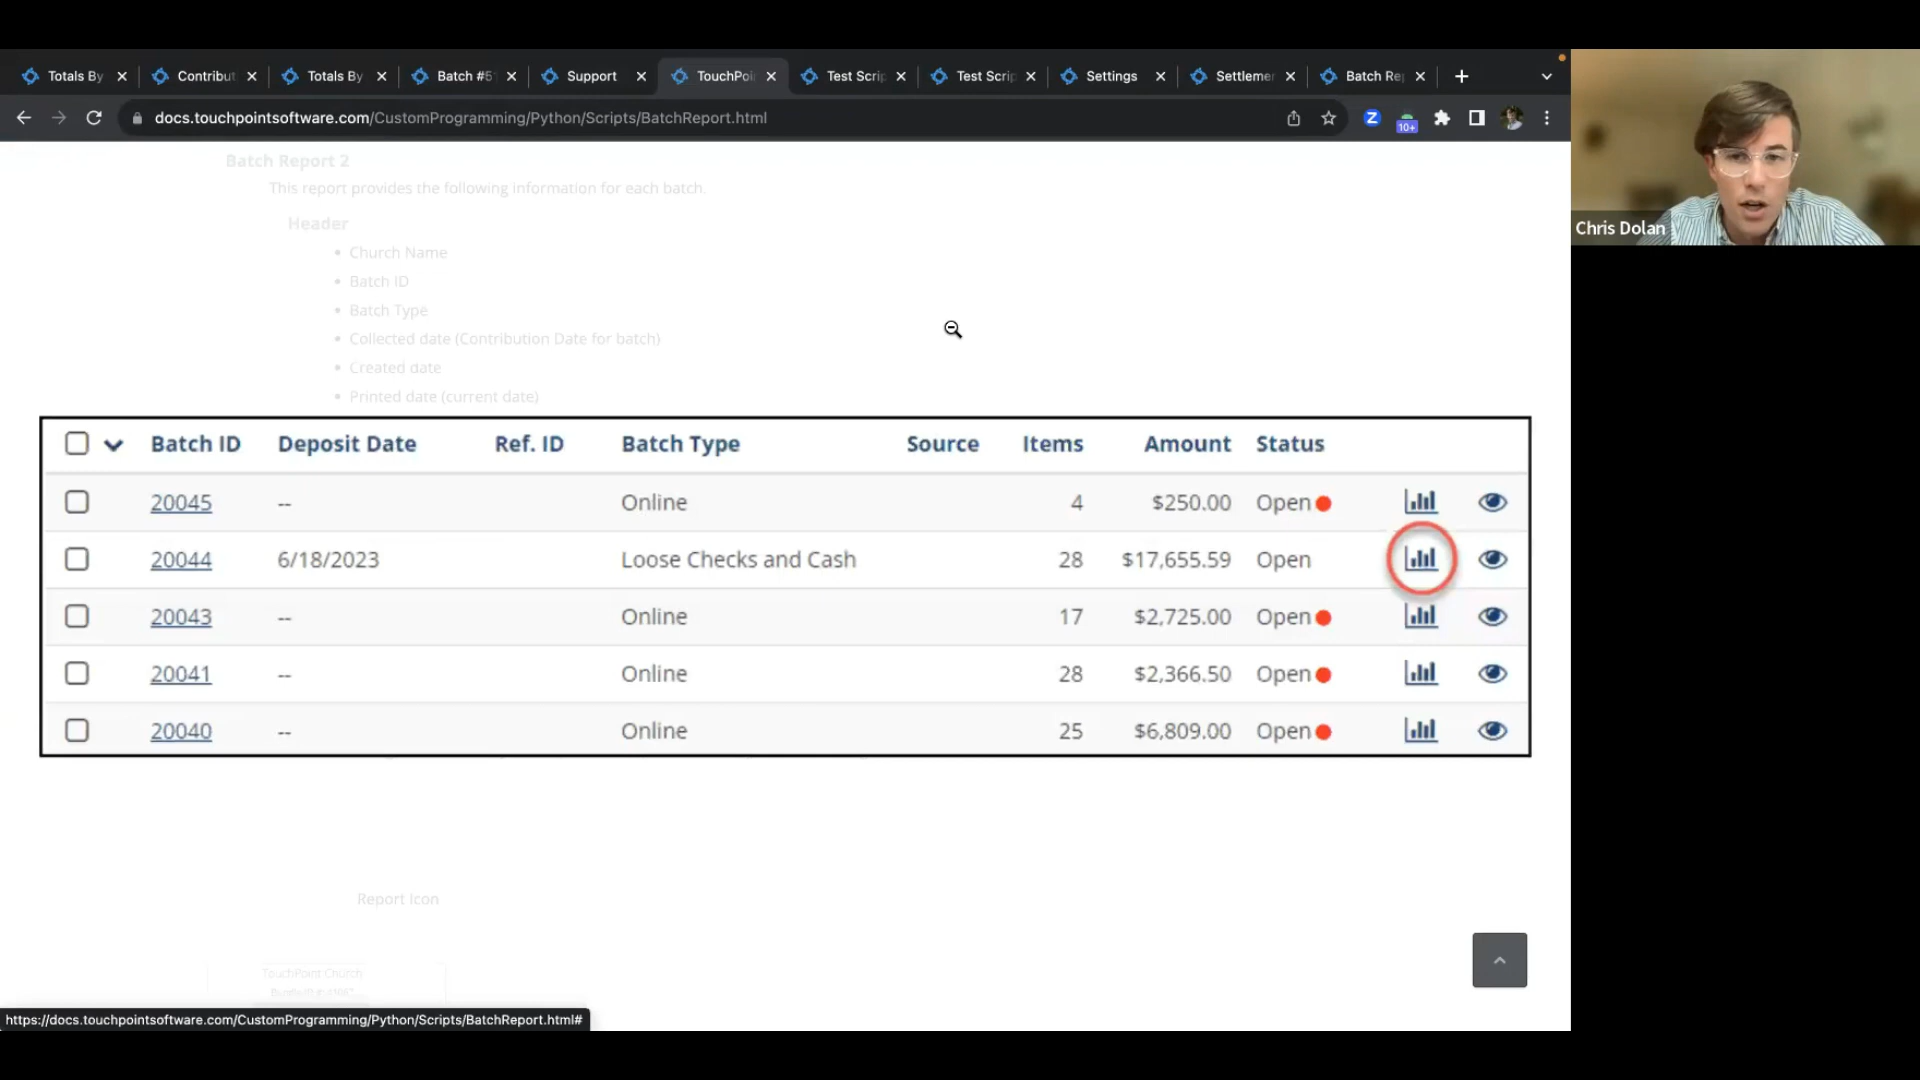 Totals By
Contribut
Totals By
Batch #5
Support
TouchPoi
Test Scrip
Test Scrip
Settings
Settlemen
Batch Rep
docs.touchpointsoftware.com/CustomProgramming/Python/Scripts/BatchReport.html
Z
10+
Chris Dolan
Batch Report 2
This report provides the following information for each batch.
Header
• Church Name
• Batch ID
• Batch Type
• Collected date (Contribution Date for batch)
• Created date
• Printed date (current date)
Batch ID Deposit Date Ref. ID Batch Type Source Items Amount Status
20045 -- Online 4 $250.00 Open
20044 6/18/2023 Loose Checks and Cash 28 $17,655.59 Open
20043 -- Online 17 $2,725.00 Open
20041 -- Online 28 $2,366.50 Open
20040 -- Online 25 $6,809.00 Open
Report Icon
TouchPoint Church
https://docs.touchpointsoftware.com/CustomProgramming/Python/Scripts/BatchReport.html#